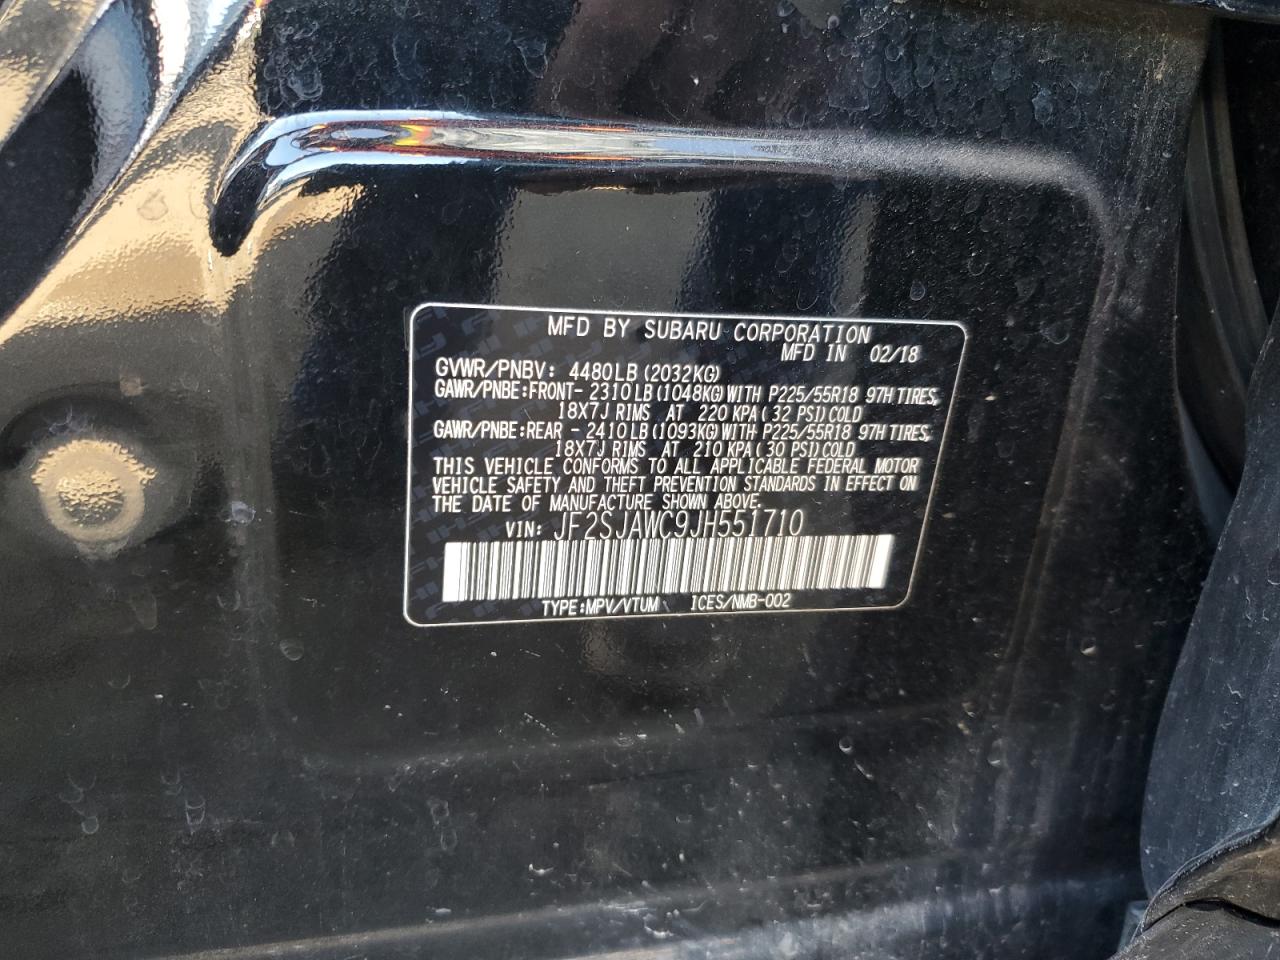 MFD BY SUBARU CORPORATION
MFD IN 02/18
GVWR/PNBV: 4480LB(2032KG)
GAWR/PNBE:FRONT- 2310LB(1048KG)WITH P225/55R18 97H TIRES,
18X7J RIMS AT 220 KPA( 32 PSI)COLD
GAWR/PNBE:REAR - 2410LB(1093KG)WITH P225/55R18 97H TIRES,
18X7J RIMS AT 210 KPA( 30 PSI)COLD
THIS VEHICLE CONFORMS TO ALL APPLICABLE FEDERAL MOTOR
VEHICLE SAFETY AND THEFT PREVENTION STANDARDS IN EFFECT ON
THE DATE OF MANUFACTURE SHOWN ABOVE.
VIN: JF2SJAWC9JH551710
TYPE:MPV/VTUM ICES/NMB-002